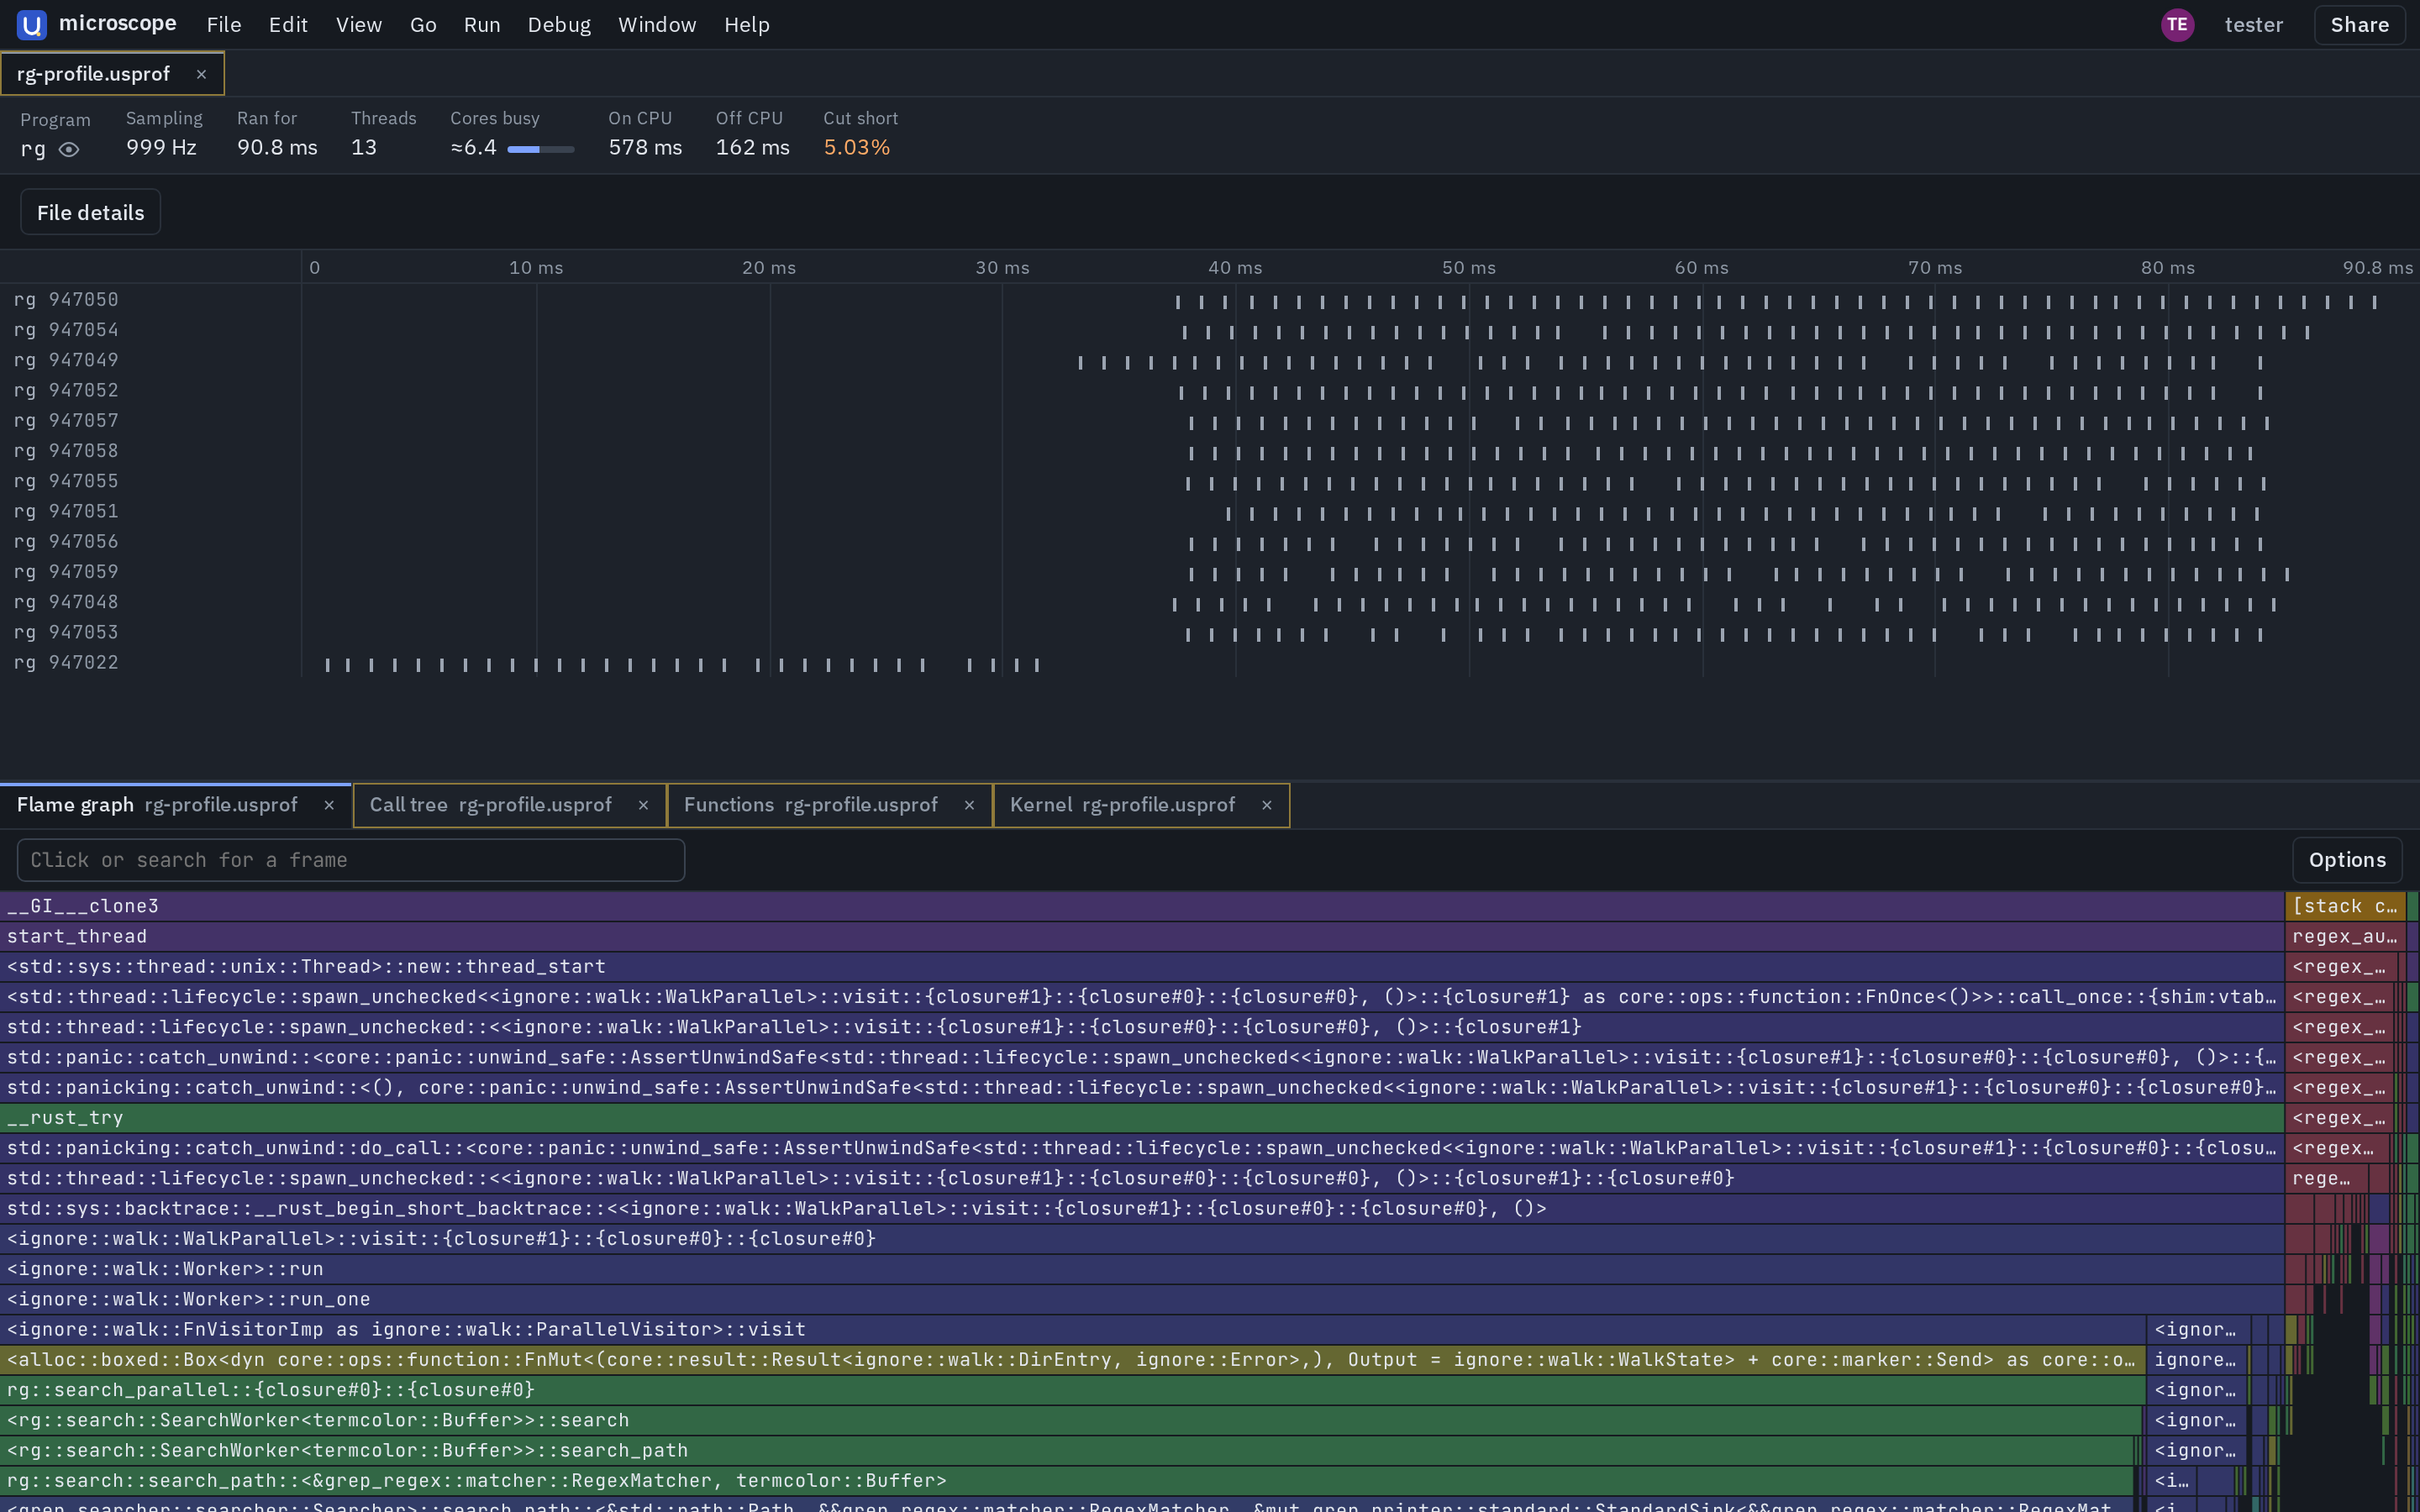 microscope File Edit View Go Run Debug Window Help TE tester Share
rg-profile.usprof ×
Program Sampling Ran for Threads Cores busy On CPU Off CPU Cut short
rg 999 Hz 90.8 ms 13 ≈6.4 578 ms 162 ms 5.03%
File details
0 10 ms 20 ms 30 ms 40 ms 50 ms 60 ms 70 ms 80 ms 90.8 ms
rg 947050
rg 947054
rg 947049
rg 947052
rg 947057
rg 947058
rg 947055
rg 947051
rg 947056
rg 947059
rg 947048
rg 947053
rg 947022
Flame graph rg-profile.usprof × Call tree rg-profile.usprof × Functions rg-profile.usprof × Kernel rg-profile.usprof ×
Click or search for a frame Options
__GI___clone3 [stack c…
start_thread regex_au…
<std::sys::thread::unix::Thread>::new::thread_start <regex_…
<std::thread::lifecycle::spawn_unchecked<<ignore::walk::WalkParallel>::visit::{closure#1}::{closure#0}::{closure#0}, ()>::{closure#1} as core::ops::function::FnOnce<()>>::call_once::{shim:vtab… <regex_…
std::thread::lifecycle::spawn_unchecked::<<ignore::walk::WalkParallel>::visit::{closure#1}::{closure#0}::{closure#0}, ()>::{closure#1} <regex_…
std::panic::catch_unwind::<core::panic::unwind_safe::AssertUnwindSafe<std::thread::lifecycle::spawn_unchecked<<ignore::walk::WalkParallel>::visit::{closure#1}::{closure#0}::{closure#0}, ()>::{… <regex_…
std::panicking::catch_unwind::<(), core::panic::unwind_safe::AssertUnwindSafe<std::thread::lifecycle::spawn_unchecked<<ignore::walk::WalkParallel>::visit::{closure#1}::{closure#0}::{closure#0}… <regex_…
__rust_try <regex_…
std::panicking::catch_unwind::do_call::<core::panic::unwind_safe::AssertUnwindSafe<std::thread::lifecycle::spawn_unchecked<<ignore::walk::WalkParallel>::visit::{closure#1}::{closure#0}::{closu… <regex…
std::thread::lifecycle::spawn_unchecked::<<ignore::walk::WalkParallel>::visit::{closure#1}::{closure#0}::{closure#0}, ()>::{closure#1}::{closure#0} rege…
std::sys::backtrace::__rust_begin_short_backtrace::<<ignore::walk::WalkParallel>::visit::{closure#1}::{closure#0}::{closure#0}, ()>
<ignore::walk::WalkParallel>::visit::{closure#1}::{closure#0}::{closure#0}
<ignore::walk::Worker>::run
<ignore::walk::Worker>::run_one
<ignore::walk::FnVisitorImp as ignore::walk::ParallelVisitor>::visit <ignor…
<alloc::boxed::Box<dyn core::ops::function::FnMut<(core::result::Result<ignore::walk::DirEntry, ignore::Error>,), Output = ignore::walk::WalkState> + core::marker::Send> as core::o… ignore…
rg::search_parallel::{closure#0}::{closure#0} <ignor…
<rg::search::SearchWorker<termcolor::Buffer>>::search <ignor…
<rg::search::SearchWorker<termcolor::Buffer>>::search_path <ignor…
rg::search::search_path::<&grep_regex::matcher::RegexMatcher, termcolor::Buffer> <i…
<grep_searcher::searcher::Searcher>::search_path::<&std::path::Path, &&grep_regex::matcher::RegexMatcher, &mut grep_printer::standard::StandardSink<&&grep_regex::matcher::RegexMat… <i…